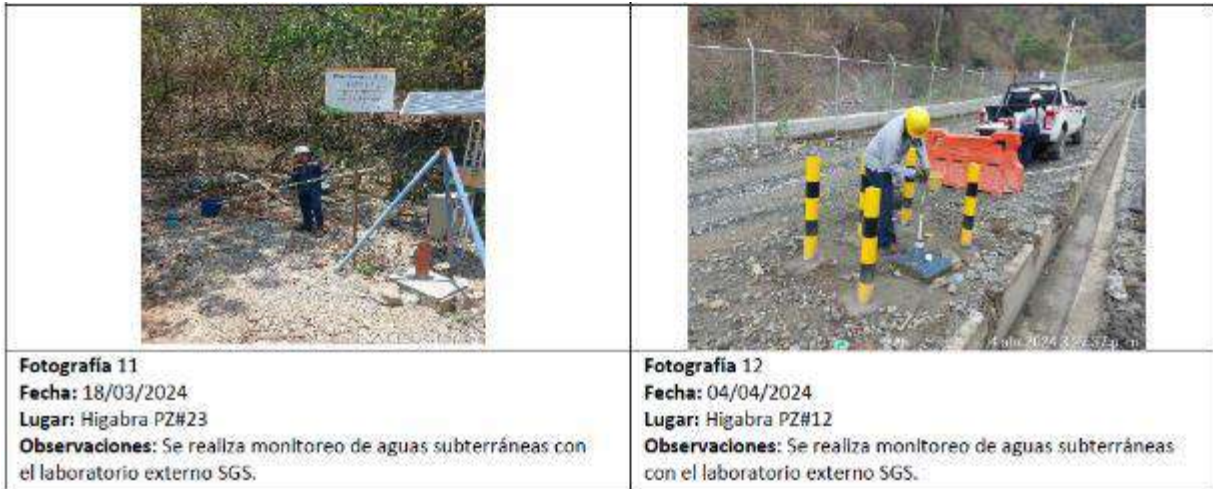 Fotografía 11
Fecha: 18/03/2024
Lugar: Higabra PZ#23
Observaciones: Se realiza monitoreo de aguas subterráneas con
el laboratorio externo SGS.
Fotografía 12
Fecha: 04/04/2024
Lugar: Higabra PZ#12
Observaciones: Se realiza monitoreo de aguas subterráneas
con el laboratorio externo SGS.